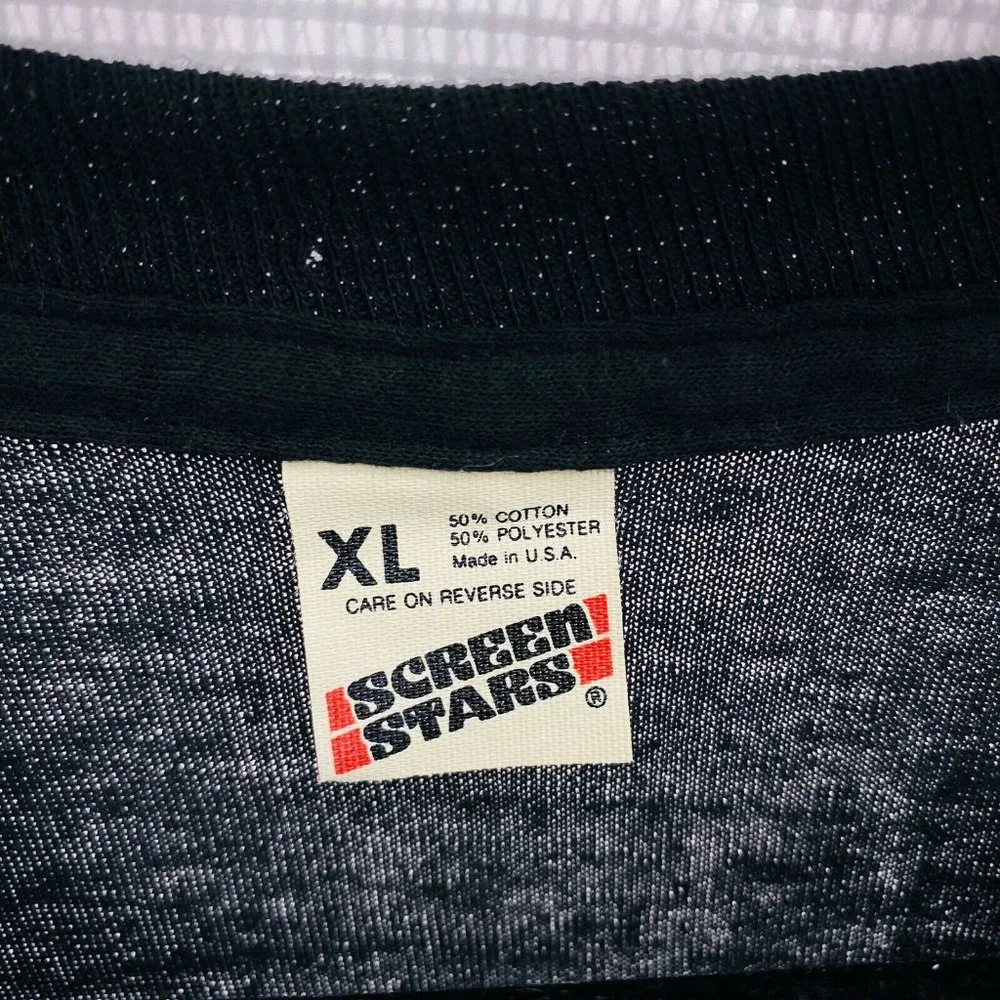 XL
50% COTTON
50% POLYESTER
Made in U.S.A.
CARE ON REVERSE SIDE
SCREEN
STARS®